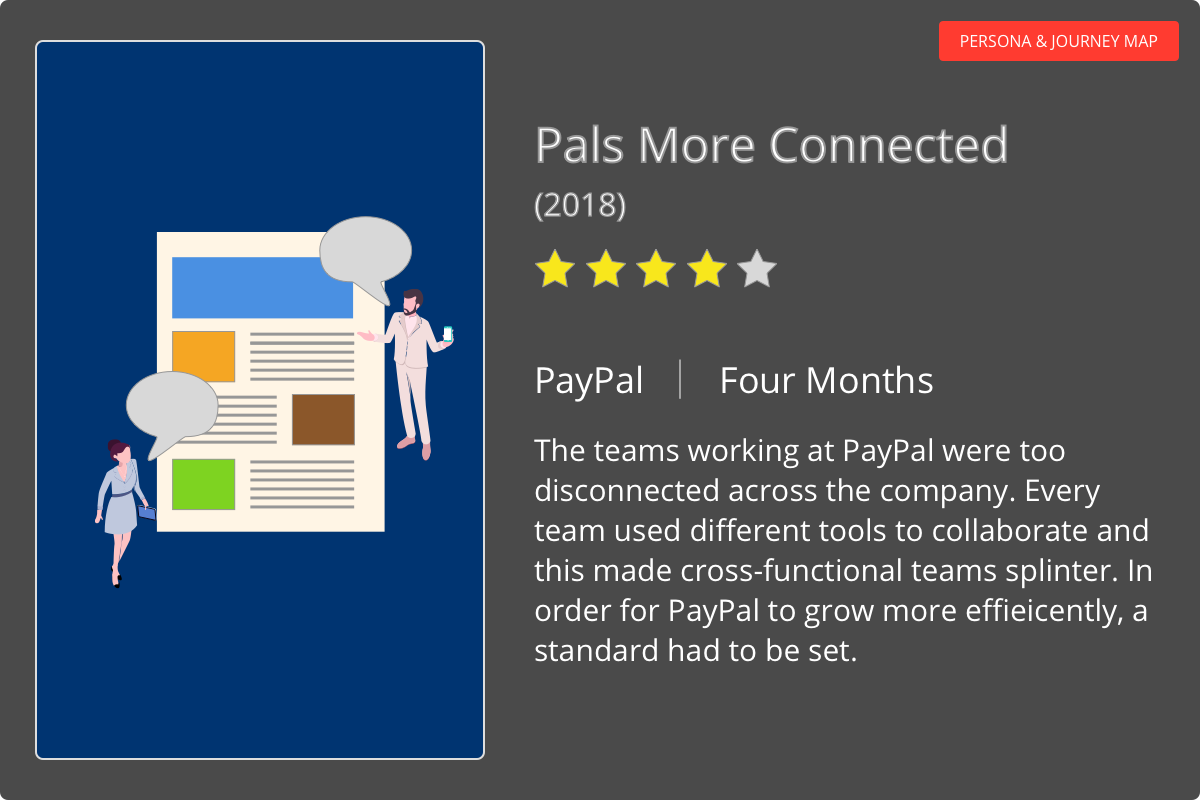 PERSONA & JOURNEY MAP
Pals More Connected
(2018)
PayPal | Four Months
The teams working at PayPal were too
disconnected across the company. Every
team used different tools to collaborate and
this made cross-functional teams splinter. In
order for PayPal to grow more effieicently, a
standard had to be set.